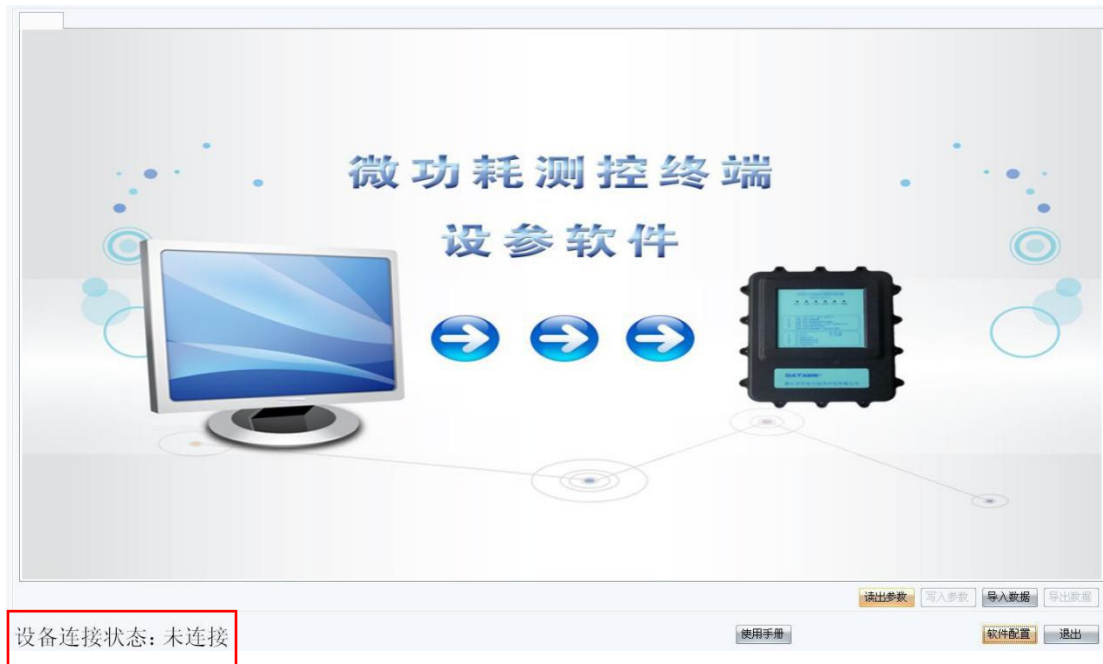 微功耗测控终端
设参软件
DATA86
读出参数 写入参数 导入数据 导出数据
设备连接状态: 未连接
使用手册
软件配置 退出